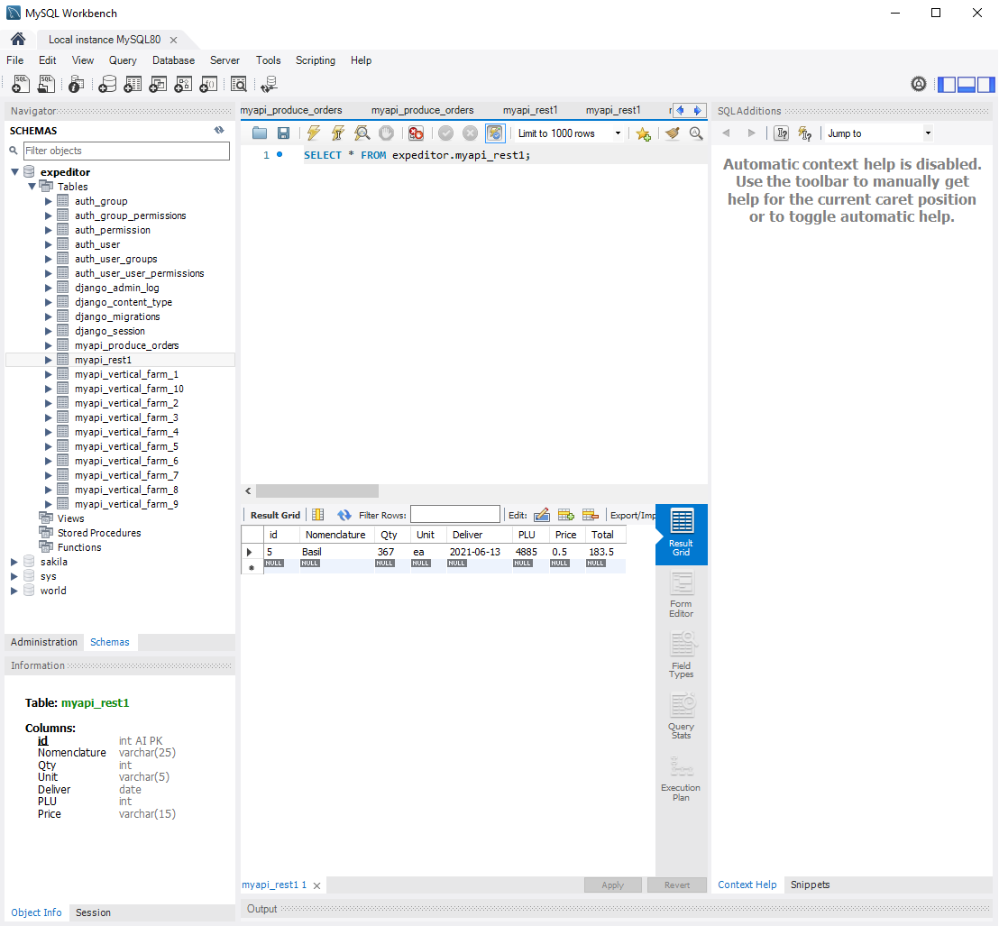 MySQL Workbench
Local instance MySQL80
File Edit View Query Database Server Tools Scripting Help
Navigator
SCHEMAS
Filter objects
expeditor
Tables
auth_group
auth_group_permissions
auth_permission
auth_user
auth_user_groups
auth_user_user_permissions
django_admin_log
django_content_type
django_migrations
django_session
myapi_produce_orders
myapi_rest1
myapi_vertical_farm_1
myapi_vertical_farm_10
myapi_vertical_farm_2
myapi_vertical_farm_3
myapi_vertical_farm_4
myapi_vertical_farm_5
myapi_vertical_farm_6
myapi_vertical_farm_7
myapi_vertical_farm_8
myapi_vertical_farm_9
Views
Stored Procedures
Functions
sakila
sys
world
Administration Schemas
Information
Table: myapi_rest1
Columns:
id int AI PK
Nomenclature varchar(25)
Qty int
Unit varchar(5)
Deliver date
PLU int
Price varchar(15)
Object Info Session
myapi_produce_orders myapi_produce_orders myapi_rest1 myapi_rest1
Limit to 1000 rows
1 SELECT * FROM expeditor.myapi_rest1;
Result Grid Filter Rows: Edit: Export/Imp
id Nomenclature Qty Unit Deliver PLU Price Total
5 Basil 367 ea 2021-06-13 4885 0.5 183.5
NULL NULL NULL NULL NULL NULL NULL NULL
Result
Grid
Form
Editor
Field
Types
Query
Stats
Execution
Plan
myapi_rest1 1 Apply Revert
Output
SQLAdditions
Jump to
Automatic context help is disabled.
Use the toolbar to manually get
help for the current caret position
or to toggle automatic help.
Context Help Snippets